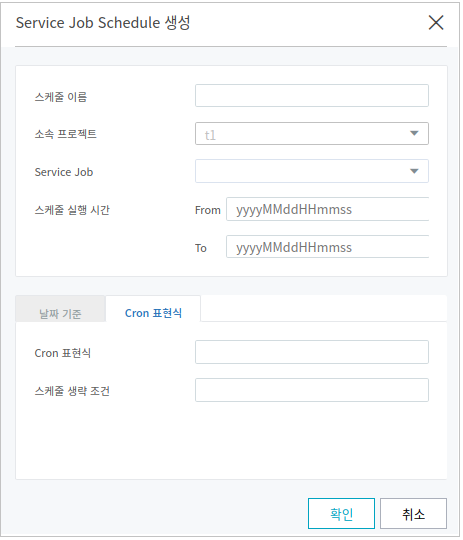 Service Job Schedule 생성
스케줄 이름
소속 프로젝트 t1
Service Job
스케줄 실행 시간 From yyyyMMddHHmmss
To yyyyMMddHHmmss
날짜 기준 Cron 표현식
Cron 표현식
스케줄 생략 조건
확인 취소